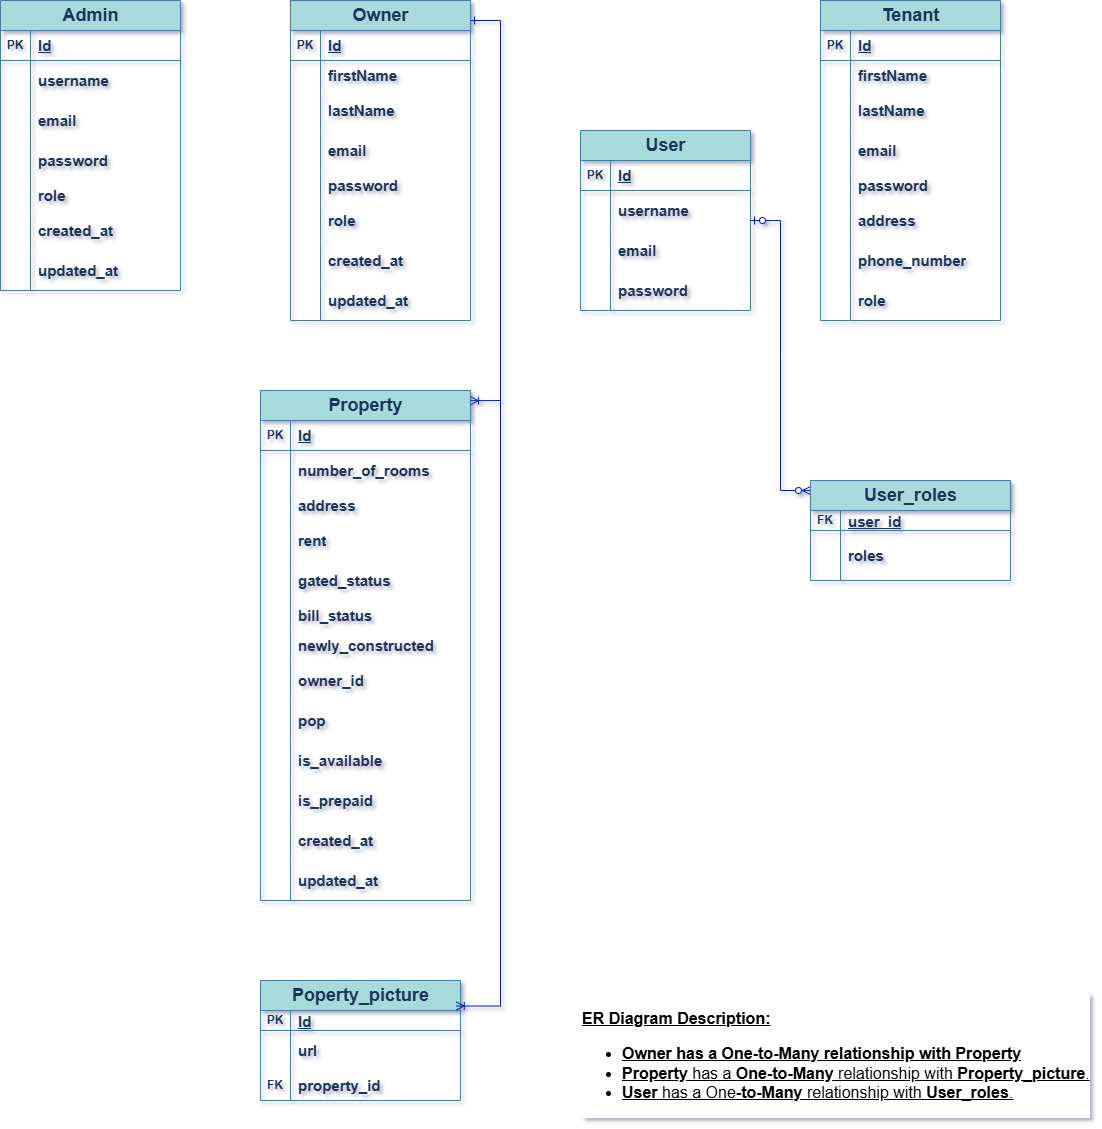 Admin
PK Id
username
email
password
role
created_at
updated_at
Owner
PK Id
firstName
lastName
email
password
role
created_at
updated_at
User
PK Id
username
email
password
Tenant
PK Id
firstName
lastName
email
password
address
phone_number
role
Property
PK Id
number_of_rooms
address
rent
gated_status
bill_status
newly_constructed
owner_id
pop
is_available
is_prepaid
created_at
updated_at
User_roles
FK user_id
roles
Poperty_picture
PK Id
url
FK property_id
ER Diagram Description:
• Owner has a One-to-Many relationship with Property
• Property has a One-to-Many relationship with Property_picture.
• User has a One-to-Many relationship with User_roles.